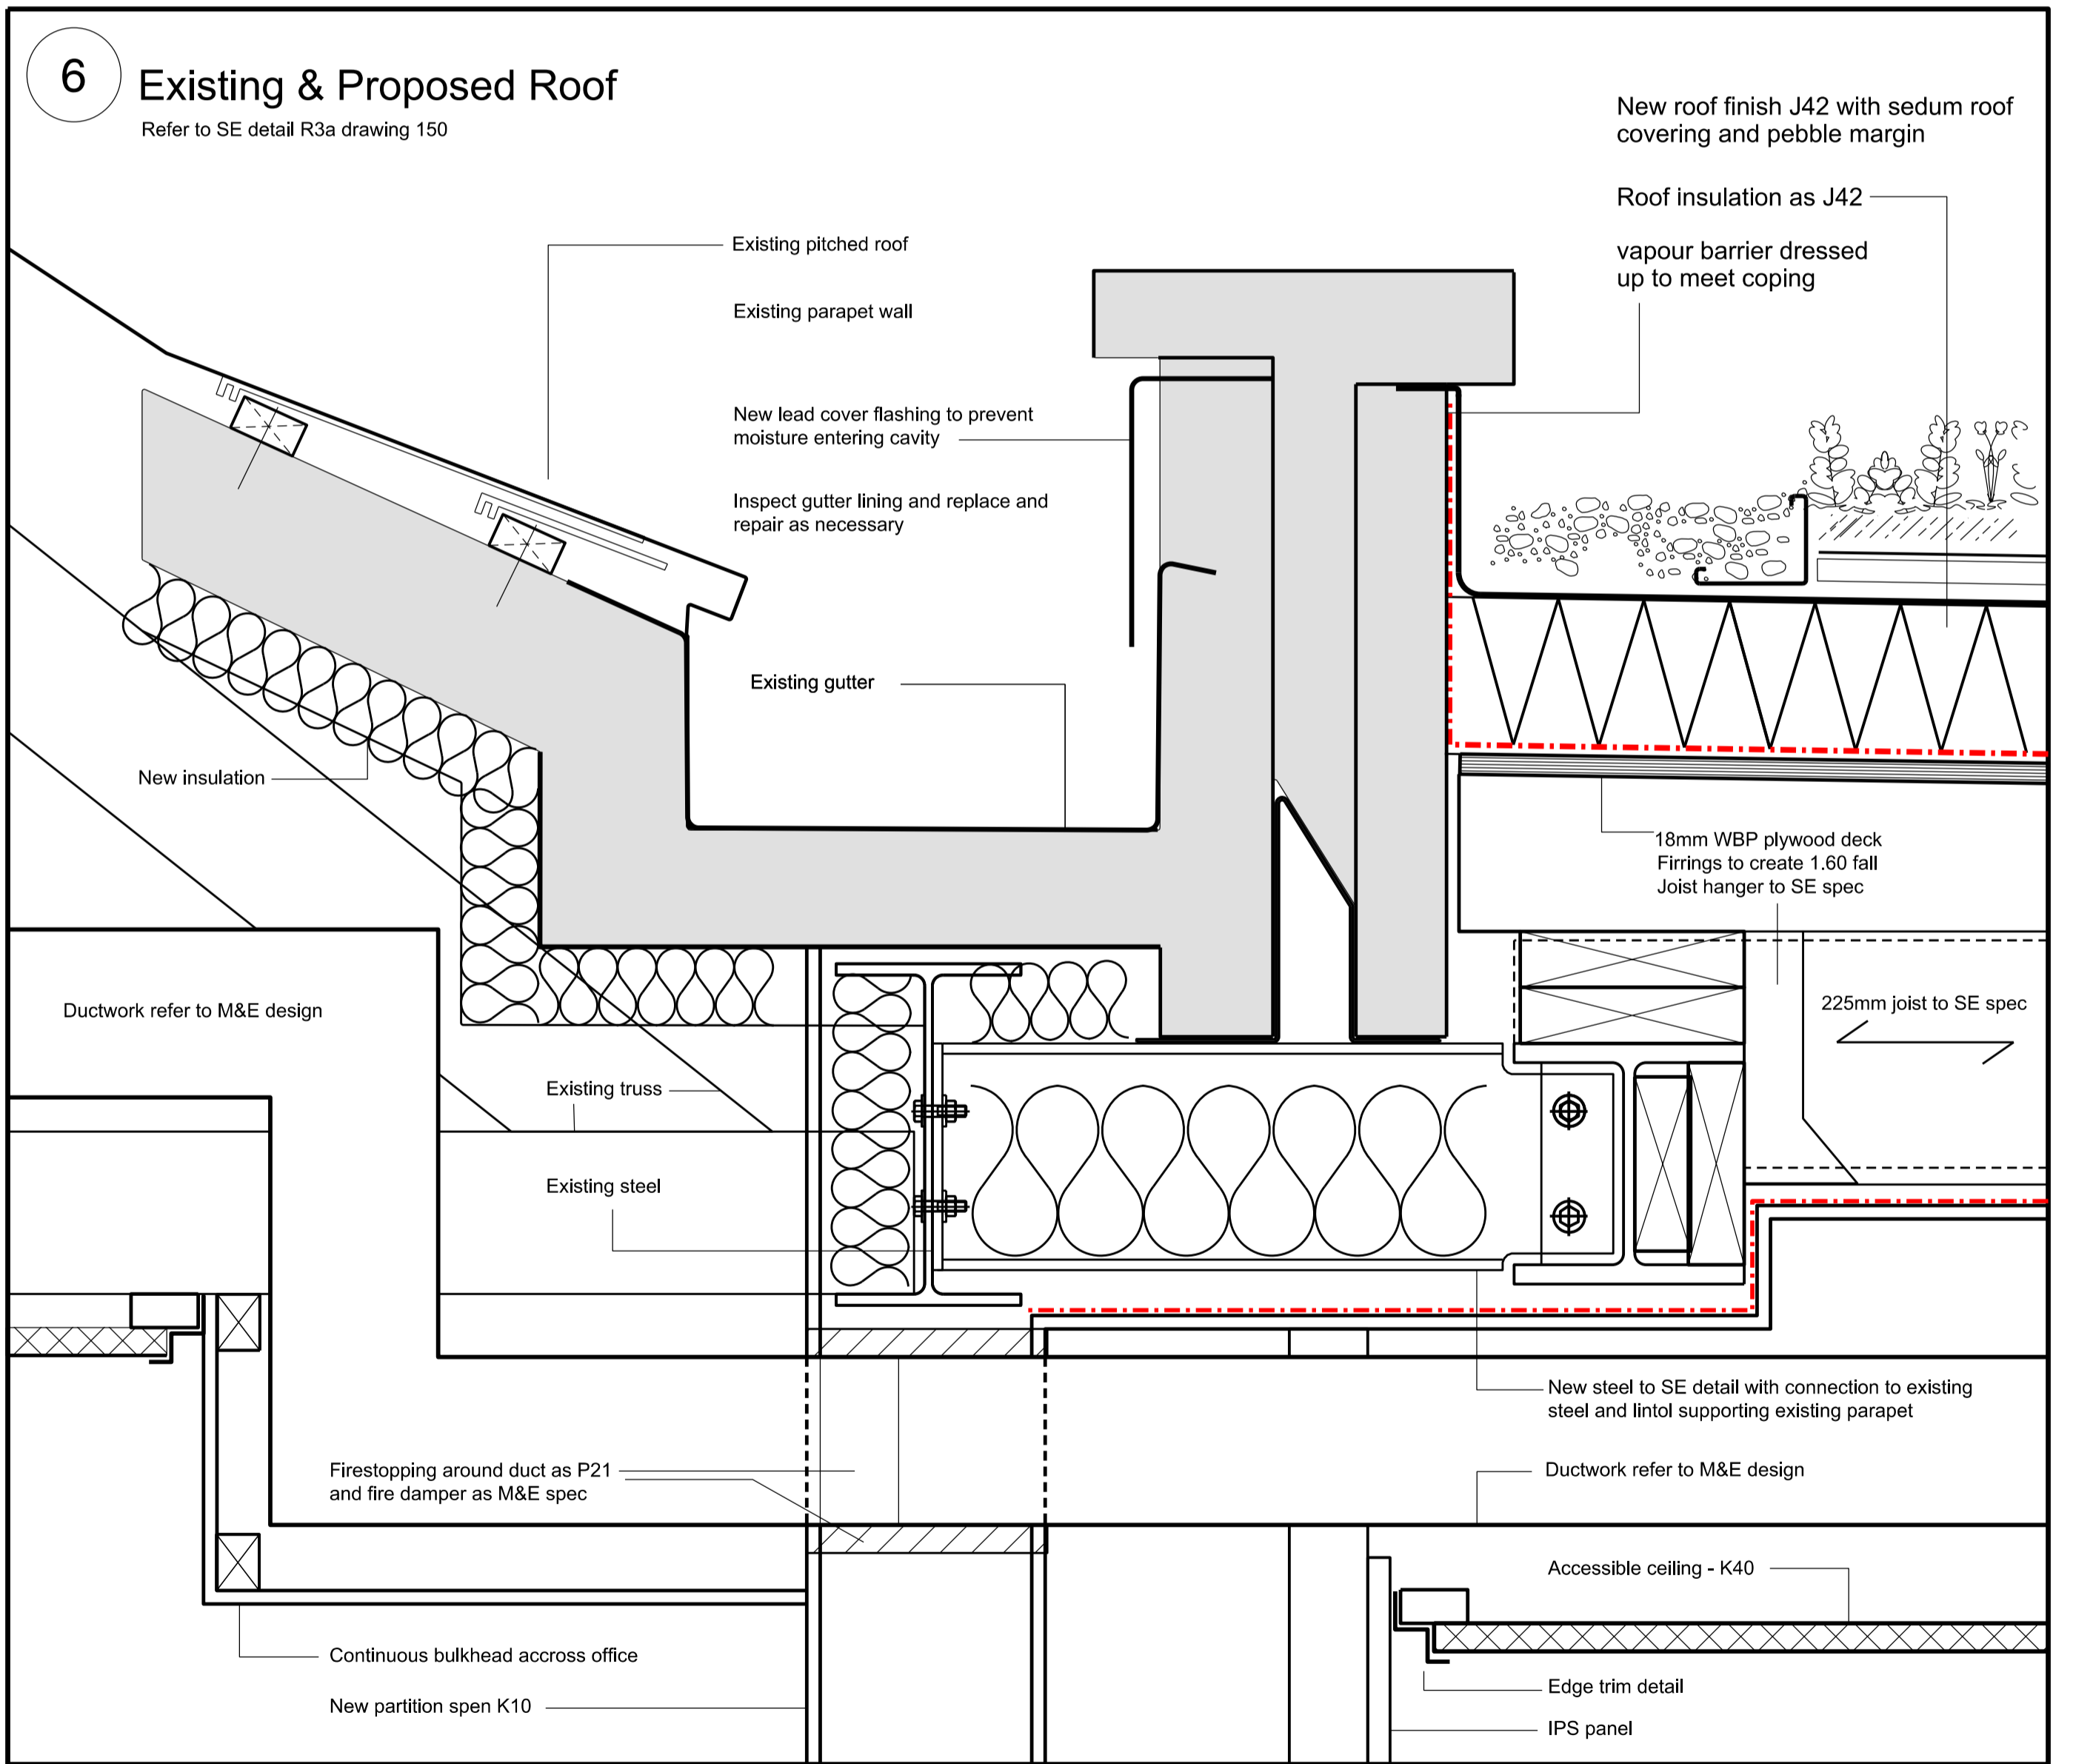 6
Existing & Proposed Roof
Refer to SE detail R3a drawing 150
New roof finish J42 with sedum roof
covering and pebble margin
Roof insulation as J42
vapour barrier dressed
up to meet coping
Existing pitched roof
Existing parapet wall
New lead cover flashing to prevent
moisture entering cavity
Inspect gutter lining and replace and
repair as necessary
Existing gutter
New insulation
18mm WBP plywood deck
Firrings to create 1.60 fall
Joist hanger to SE spec
Ductwork refer to M&E design
225mm joist to SE spec
Existing truss
Existing steel
New steel to SE detail with connection to existing
steel and lintol supporting existing parapet
Firestopping around duct as P21
and fire damper as M&E spec
Ductwork refer to M&E design
Accessible ceiling - K40
Continuous bulkhead accross office
Edge trim detail
New partition spen K10
IPS panel